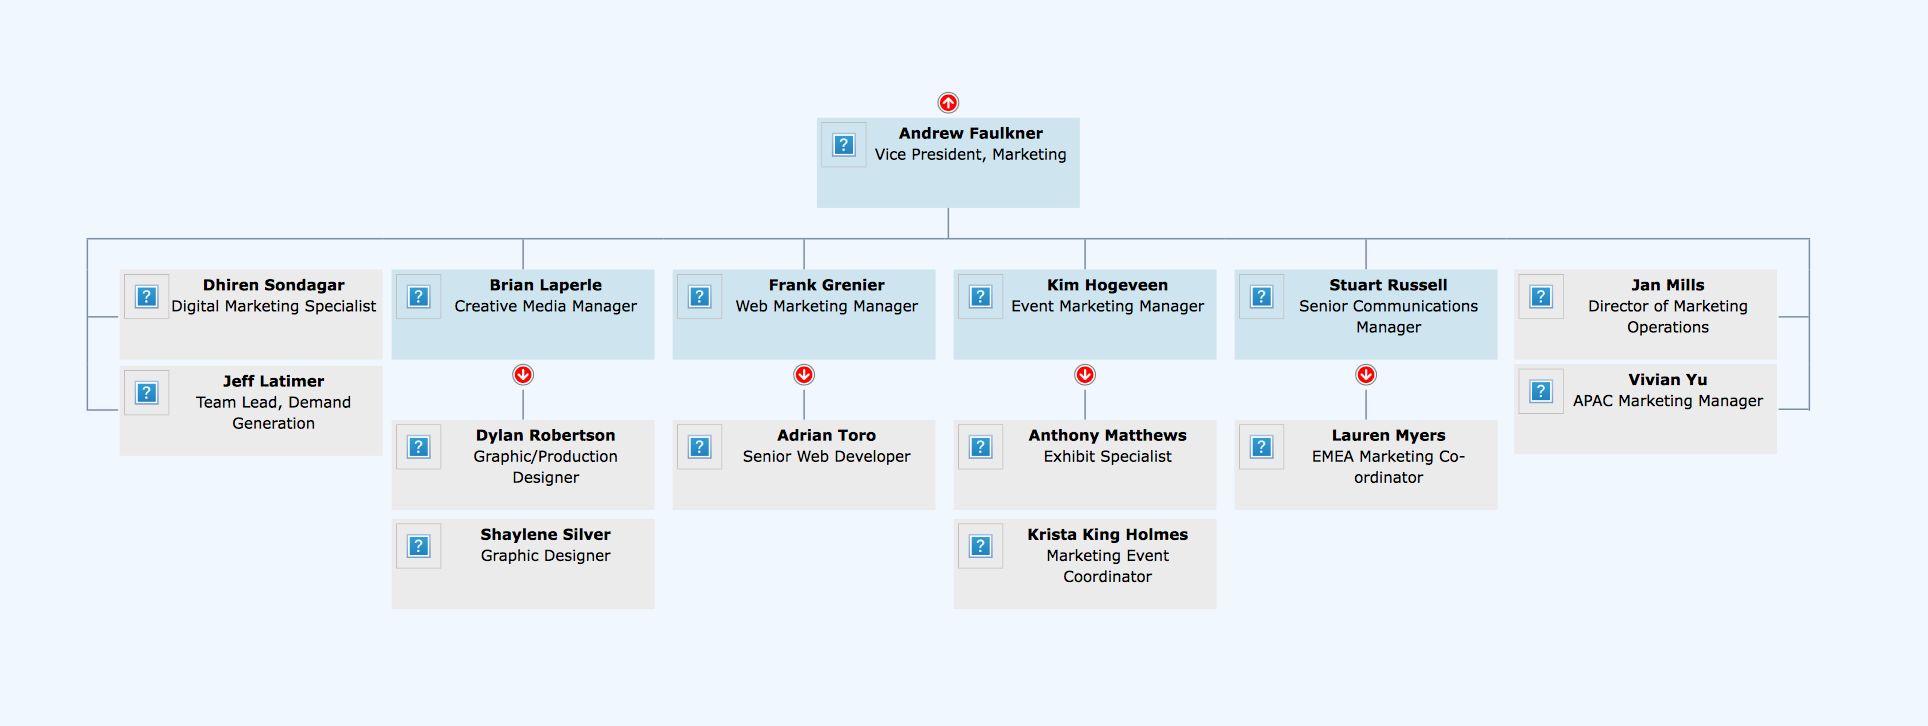 Andrew Faulkner
Vice President, Marketing
Dhiren Sondagar
Digital Marketing Specialist
Jeff Latimer
Team Lead, Demand
Generation
Brian Laperle
Creative Media Manager
Dylan Robertson
Graphic/Production
Designer
Shaylene Silver
Graphic Designer
Frank Grenier
Web Marketing Manager
Adrian Toro
Senior Web Developer
Kim Hogeveen
Event Marketing Manager
Anthony Matthews
Exhibit Specialist
Krista King Holmes
Marketing Event
Coordinator
Stuart Russell
Senior Communications
Manager
Lauren Myers
EMEA Marketing Co-
ordinator
Jan Mills
Director of Marketing
Operations
Vivian Yu
APAC Marketing Manager